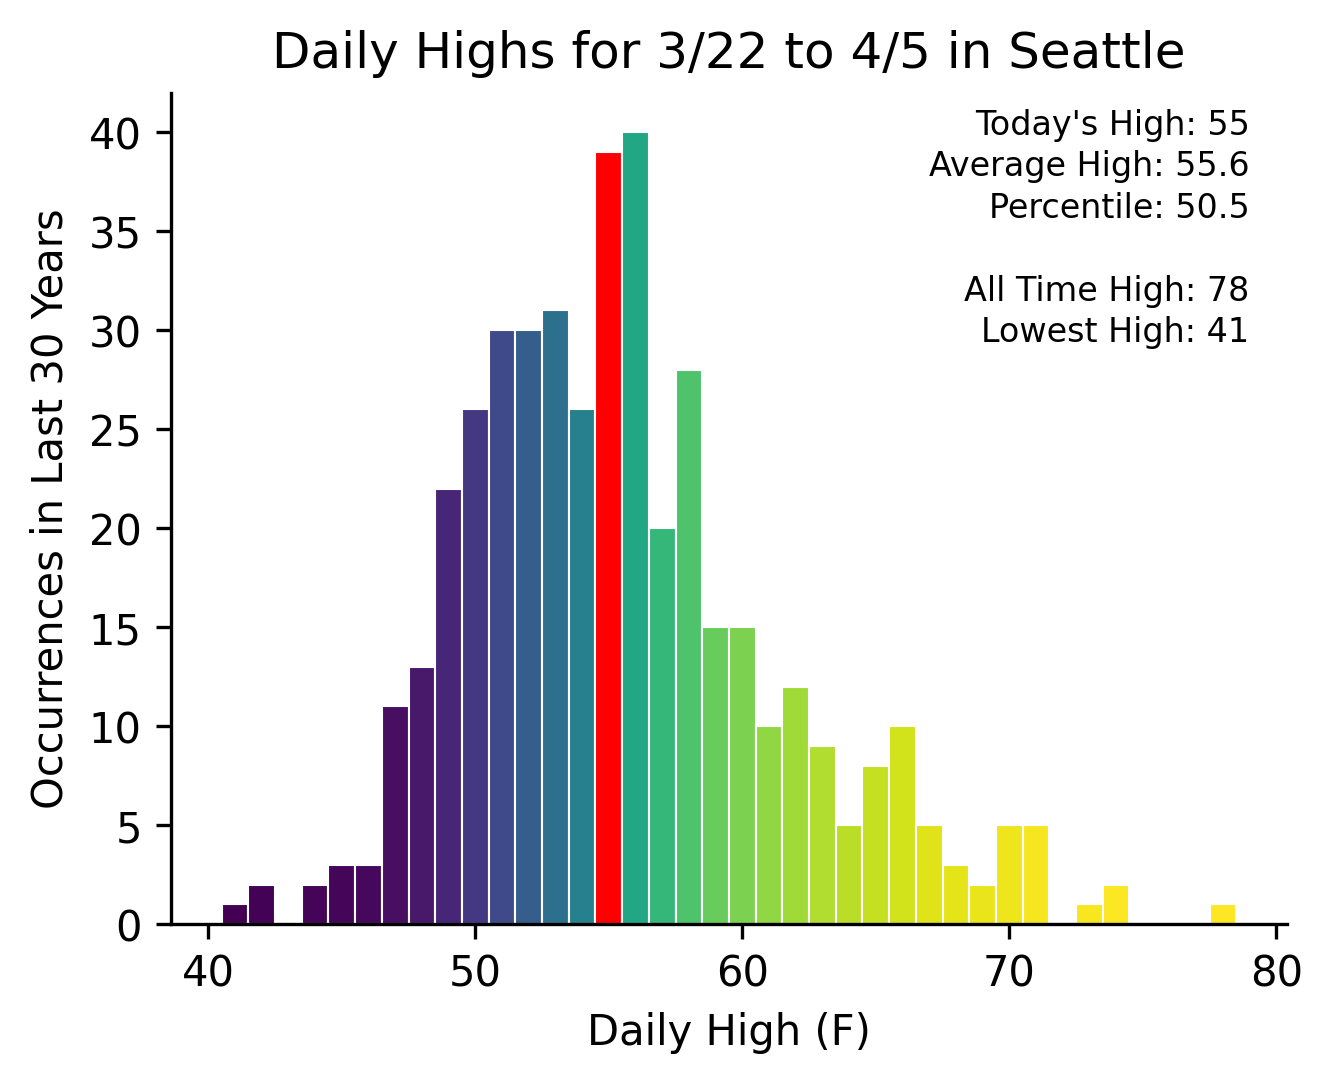 Daily Highs for 3/22 to 4/5 in Seattle
Today's High: 55
Average High: 55.6
Percentile: 50.5
All Time High: 78
Lowest High: 41
Occurrences in Last 30 Years
40
35
30
25
20
15
10
5
0
40 50 60 70 80
Daily High (F)